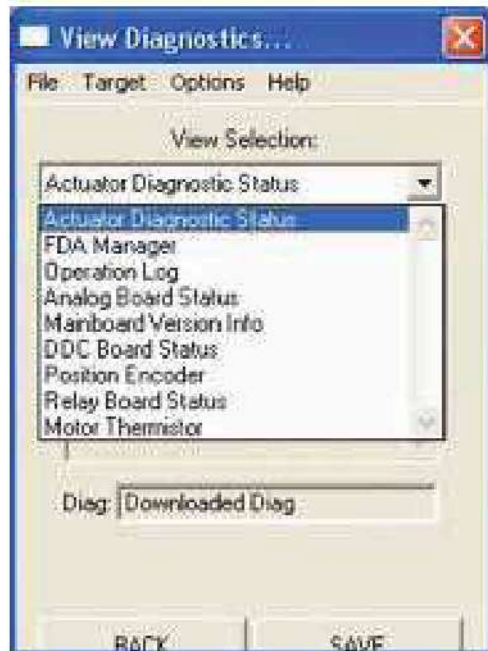 View Diagnostics...
File Target Options Help
View Selection:
Actuator Diagnostic Status
Actuator Diagnostic Status
FDA Manager
Operation Log
Analog Board Status
Mainboard Version Info
DDC Board Status
Position Encoder
Relay Board Status
Motor Thermistor
Diag: Downloaded Diag
BACK SAVE